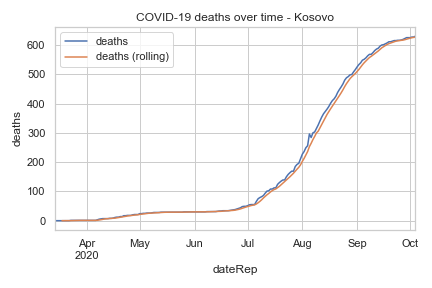 COVID-19 deaths over time - Kosovo
deaths
deaths (rolling)
deaths
600
500
400
300
200
100
0
Apr May Jun Jul Aug Sep Oct
2020
dateRep